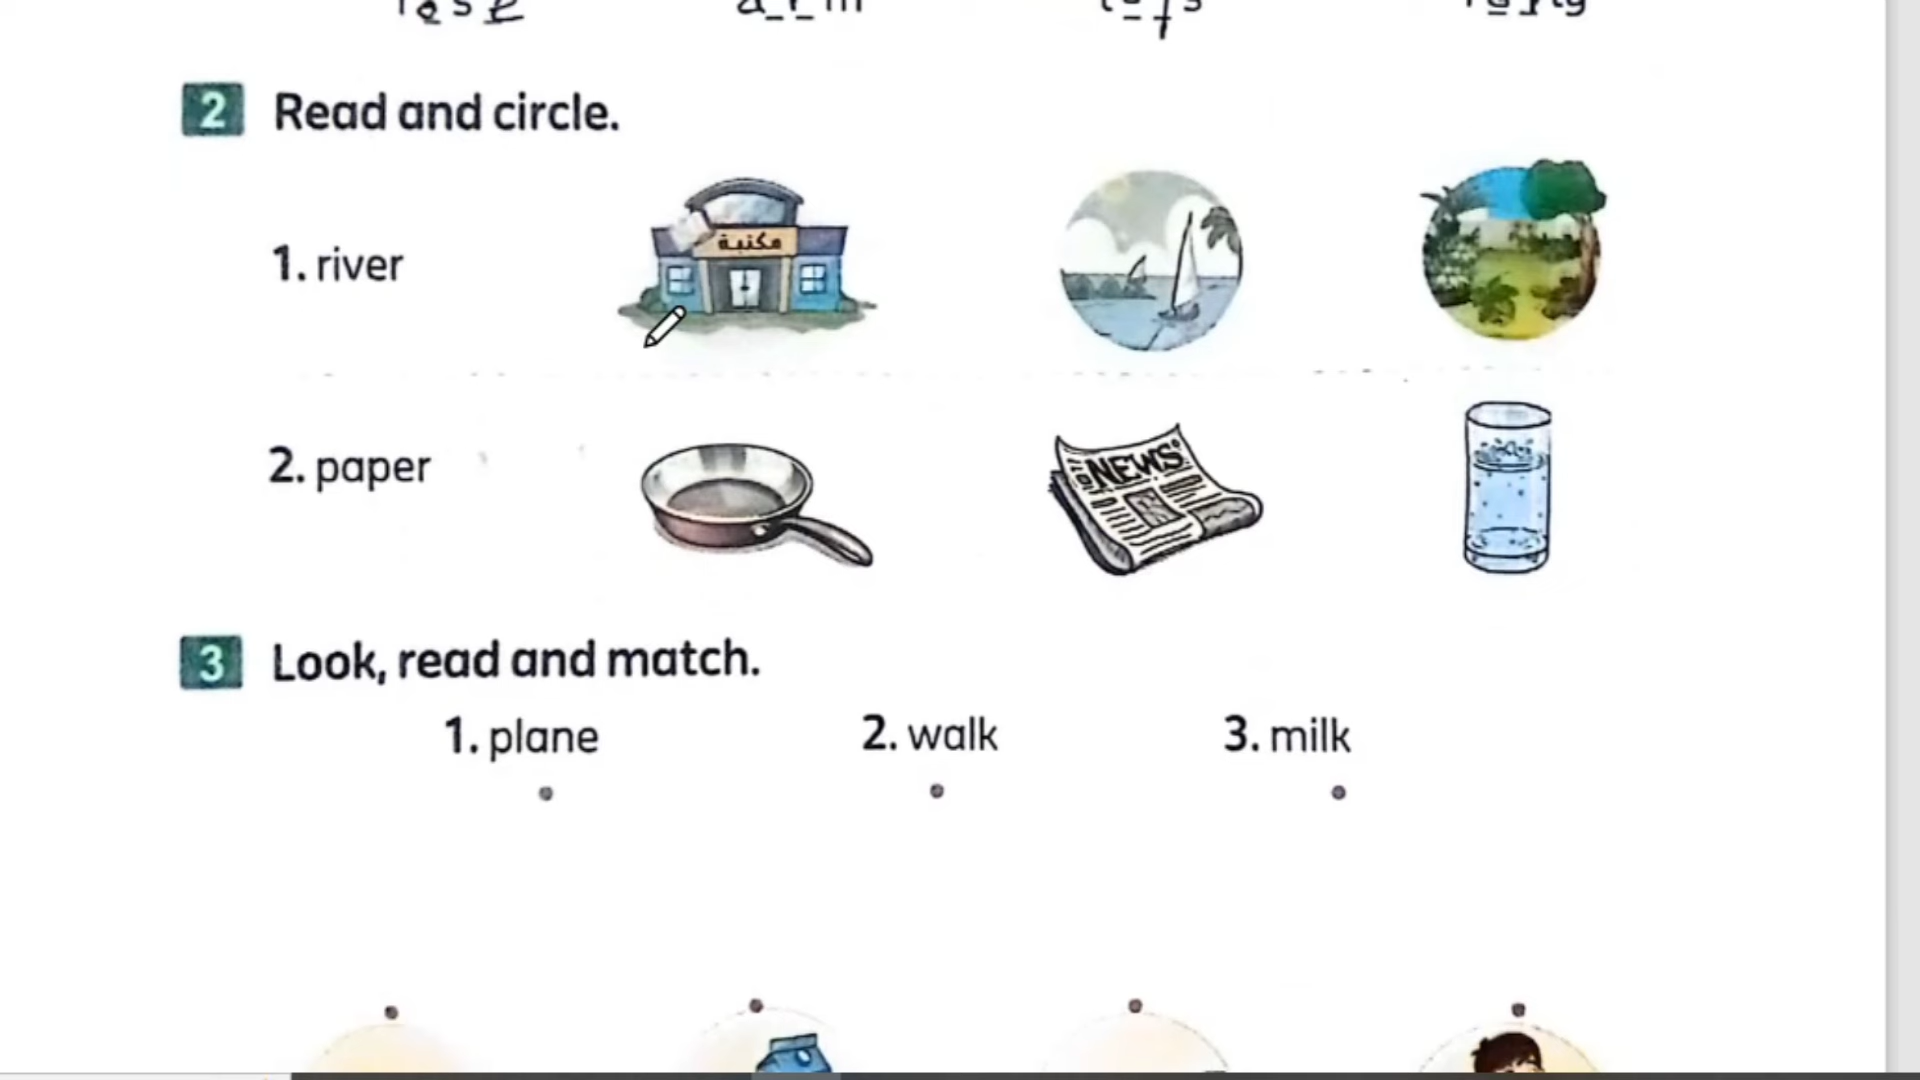 2 Read and circle.
مكتبة
1. river
2. paper
NEWS
3 Look, read and match.
1. plane 2. walk 3. milk